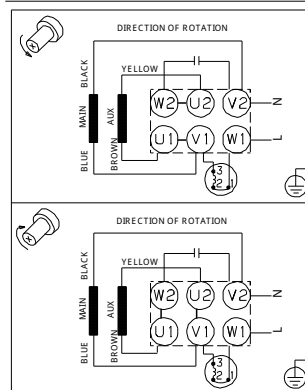 DIRECTION OF ROTATION
BLACK
YELLOW
MAIN
AUX
BLUE
BROWN
W2 U2 V2 N
U1 V1 W1 L
3
2 1
DIRECTION OF ROTATION
BLACK
YELLOW
MAIN
AUX
BLUE
BROWN
W2 U2 V2 N
U1 V1 W1 L
3
2 1